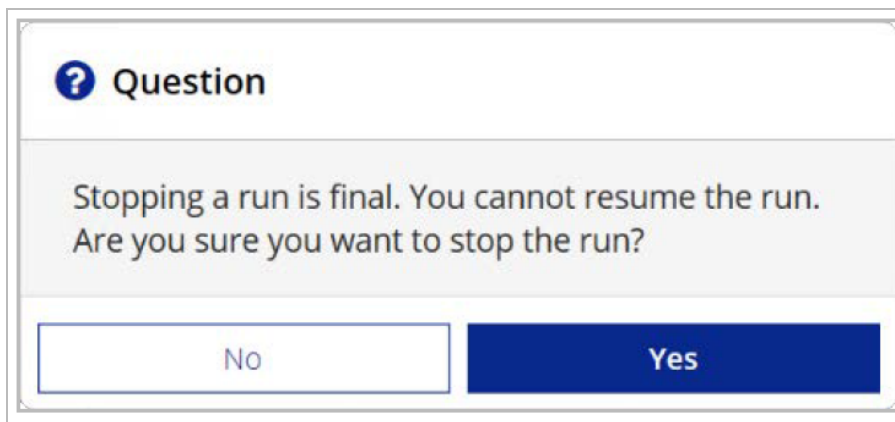 Question
Stopping a run is final. You cannot resume the run.
Are you sure you want to stop the run?
No
Yes